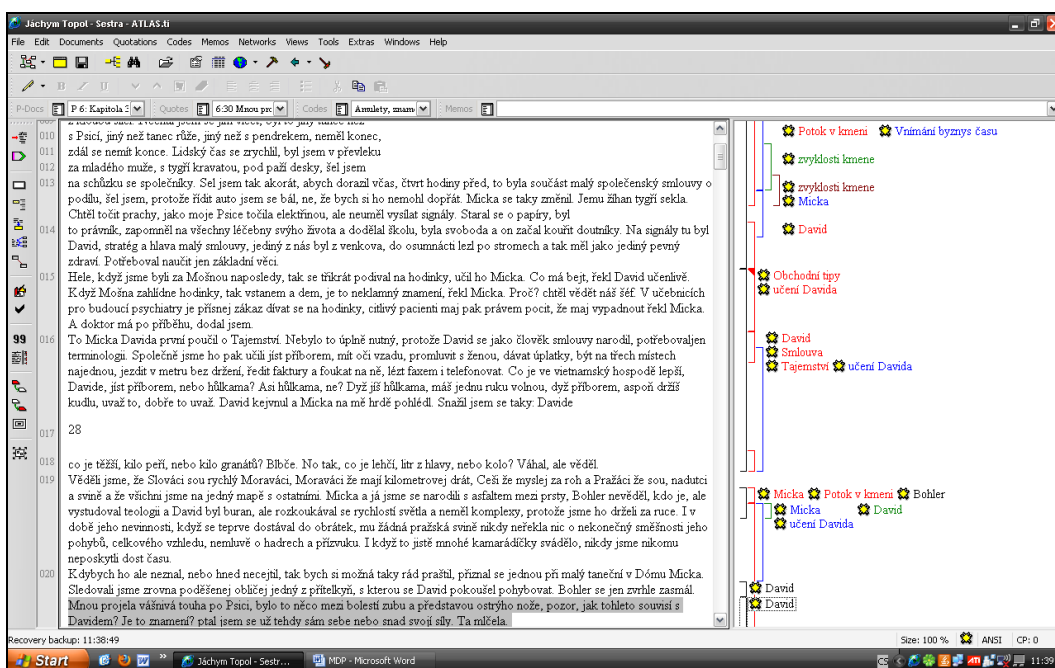 Jáchym Topol - Sestra - ATLAS.ti
File Edit Documents Quotations Codes Memos Networks Views Tools Extras Windows Help
P-Docs P 6: Kapitola 3 Quotes 6:30 Mnou pro Codes Amulety, znam Memos
010 s Psicí, jiný než tanec růže, jiný než s pendrekem, neměl konec,
011 zdál se nemít konce. Lidský čas se zrychlil, byl jsem v převleku
012 za mladého muže, s tygří kravatou, pod paží desky, šel jsem
013 na schůzku se společníky. Sel jsem tak akorát, abych dorazil včas, čtvrt hodiny před, to byla součást malý společenský smlouvy o
podílu, šel jsem, protože řídit auto jsem se bál, ne, že bych si ho nemohl dopřát. Micka se taky změnil. Jemu žíhan tygří sekla.
Chtěl točit prachy, jako moje Psice točila elektřinou, ale neuměl vysílat signály. Staral se o papíry, byl
014 to právník, zapomněl na všechny léčebny svýho života a dodělal školu, byla svoboda a on začal kouřit doutníky. Na signály tu byl
David, stratég a hlava malý smlouvy, jediný z nás byl z venkova, do osumnácti lezl po stromech a tak měl jako jediný pevný
zdraví. Potřeboval naučit jen základní věci.
015 Hele, když jsme byli za Možnou naposledy, tak se třikrát podival na hodinky, učil ho Micka. Co má bejt, řekl David učenlivě.
Když Možna zahlídne hodinky, tak vstanem a dem, je to neklamný znamení, řekl Micka. Proč? chtěl vědět náš šéf. V učebnicích
pro budoucí psychiatry je přísnej zákaz dívat se na hodinky, citlivý pacienti maj pak právem pocit, že maj vypadnout řekl Micka.
A doktor má po příběhu, dodal jsem.
016 To Micka Davida první poučil o Tajemství. Nebylo to úplně nutný, protože David se jako člověk smlouvy narodil, potřebovaljen
terminologii. Společně jsme ho pak učili jíst příborem, mít oči vzadu, promluvit s ženou, dávat úplatky, být na třech místech
najednou, jezdit v metru bez držení, ředit faktury a foukat na ně, lézt faxem i telefonovat. Co je ve vietnamský hospodě lepší,
Davide, jíst příborem, nebo hůlkama? Asi hůlkama, ne? Dyž jíš hůlkama, máš jednu ruku volnou, dyž příborem, aspoň držíš
kudlu, uvaž to, dobře to uvaž. David kejvnul a Micka na mě hrdě pohlédl. Snažil jsem se taky: Davide
017 28
018 co je těžší, kilo peří, nebo kilo granátů? Blbče. No tak, co je lehčí, litr z hlavy, nebo kolo? Váhal, ale věděl.
019 Věděli jsme, že Slováci sou rychlý Moraváci, Moraváci že mají kilometrovej drát, Češi že myslej za roh a Pražáci že sou, nadutci
a svině a že všichni jsme na jedný mapě s ostatními. Micka a já jsme se narodili s asfaltem mezi prsty, Bohler nevěděl, kdo je, ale
vystudoval teologii a David byl buran, ale rozkoukával se rychlostí světla a neměl komplexy, protože jsme ho drželi za ruce. I v
době jeho nevinnosti, když se teprve dostával do obrátek, mu žádná pražská svině nikdy neřekla nic o nekonečný směšnosti jeho
pohybů, celkového vzhledu, nemluvě o hadrech a přízvuku. I když to jistě mnohé kamarádíčky svádělo, nikdy jsme nikomu
neposkytli dost času.
020 Kdybych ho ale neznal, nebo hned necejtil, tak bych si možná taky rád praštil, přiznal se jednou při malý taneční v Dómu Micka.
Sledovali jsme zrovna poděšenej obličej jedný z přítelkyň, s kterou se David pokoušel pohybovat. Bohler se jen zvrhle zasmál.
Mnou projela vášnivá touha po Psici, bylo to něco mezi bolestí zubu a představou ostrýho nože, pozor, jak tohleto souvisí s
Davidem? Je to znamení? ptal jsem se už tehdy sám sebe nebo snad svojí síly. Ta mlčela.
Potok v kmeni Vnímání byznys času
zvyklosti kmene
zvyklosti kmene
Micka
David
Obchodní tipy
učení Davida
David
Smlouva
Tajemství učení Davida
Micka Potok v kmeni Bohler
Micka David
učení Davida
David
David
Recovery backup: 11:38:49 Size: 100 % ANSI CP: 0
Start Jáchym Topol - Sestr... MDP - Microsoft Word 11:39